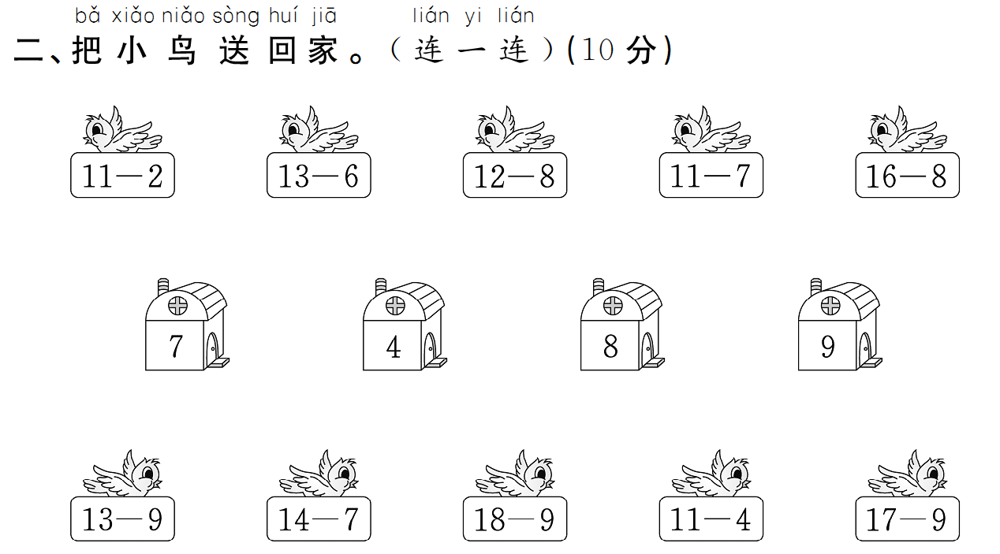 bǎ xiǎo niǎo sòng huí jiā lián yi lián
二、把小鸟送回家。（连一连）(10分)
11－2 13－6 12－8 11－7 16－8
7 4 8 9
13－9 14－7 18－9 11－4 17－9